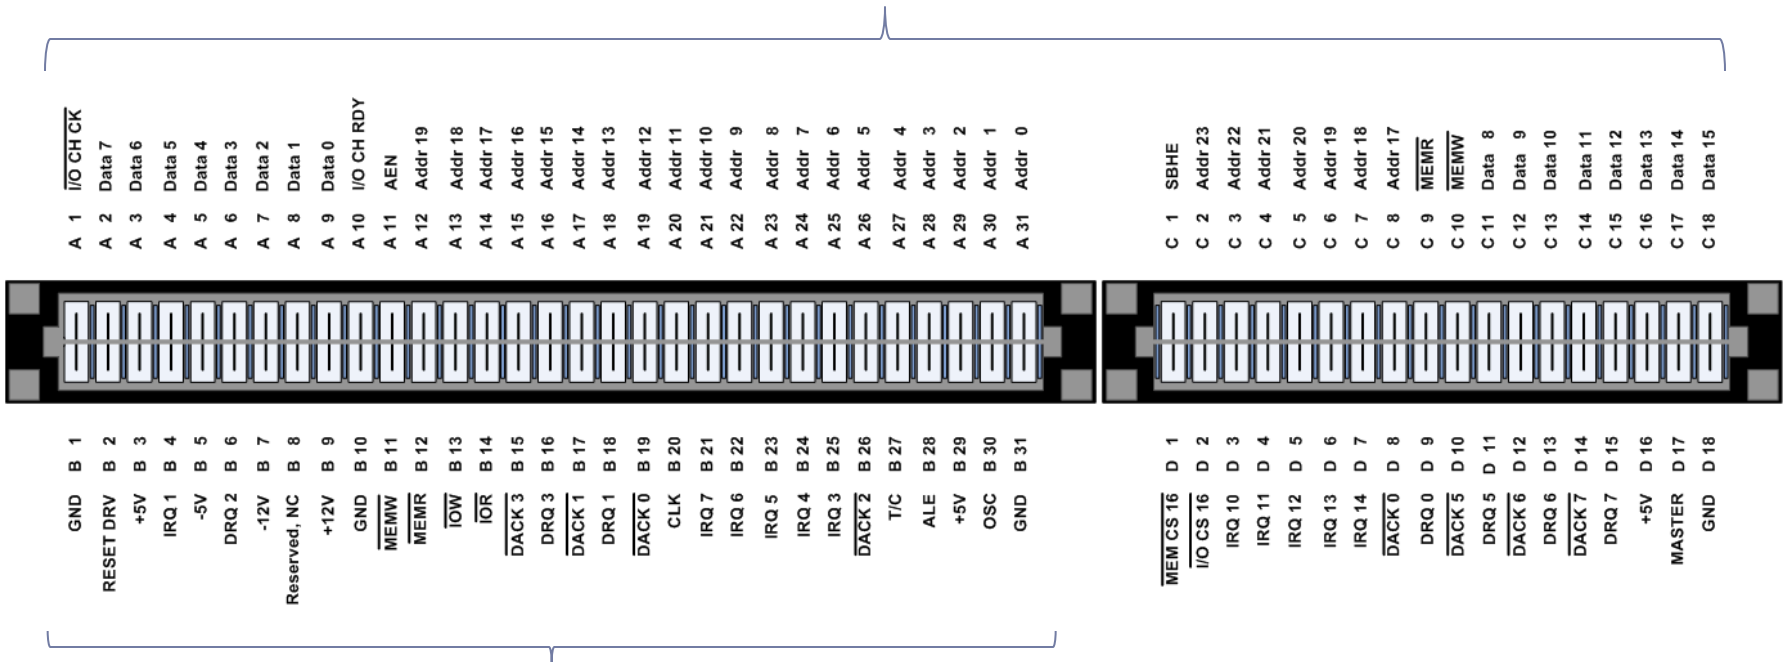 I/O CH CK
Data 7
Data 6
Data 5
Data 4
Data 3
Data 2
Data 1
Data 0
I/O CH RDY
AEN
Addr 19
Addr 18
Addr 17
Addr 16
Addr 15
Addr 14
Addr 13
Addr 12
Addr 11
Addr 10
Addr 9
Addr 8
Addr 7
Addr 6
Addr 5
Addr 4
Addr 3
Addr 2
Addr 1
Addr 0
SBHE
Addr 23
Addr 22
Addr 21
Addr 20
Addr 19
Addr 18
Addr 17
MEMR
MEMW
Data 8
Data 9
Data 10
Data 11
Data 12
Data 13
Data 14
Data 15
A 1
A 2
A 3
A 4
A 5
A 6
A 7
A 8
A 9
A 10
A 11
A 12
A 13
A 14
A 15
A 16
A 17
A 18
A 19
A 20
A 21
A 22
A 23
A 24
A 25
A 26
A 27
A 28
A 29
A 30
A 31
C 1
C 2
C 3
C 4
C 5
C 6
C 7
C 8
C 9
C 10
C 11
C 12
C 13
C 14
C 15
C 16
C 17
C 18
B 1
B 2
B 3
B 4
B 5
B 6
B 7
B 8
B 9
B 10
B 11
B 12
B 13
B 14
B 15
B 16
B 17
B 18
B 19
B 20
B 21
B 22
B 23
B 24
B 25
B 26
B 27
B 28
B 29
B 30
B 31
D 1
D 2
D 3
D 4
D 5
D 6
D 7
D 8
D 9
D 10
D 11
D 12
D 13
D 14
D 15
D 16
D 17
D 18
GND
RESET DRV
+5V
IRQ 1
-5V
DRQ 2
-12V
Reserved, NC
+12V
GND
MEMW
MEMR
IOW
IOR
DACK 3
DRQ 3
DACK 1
DRQ 1
DACK 0
CLK
IRQ 7
IRQ 6
IRQ 5
IRQ 4
IRQ 3
DACK 2
T/C
ALE
+5V
OSC
GND
MEM CS 16
I/O CS 16
IRQ 10
IRQ 11
IRQ 12
IRQ 13
IRQ 14
DACK 0
DRQ 0
DACK 5
DRQ 5
DACK 6
DRQ 6
DACK 7
DRQ 7
+5V
MASTER
GND